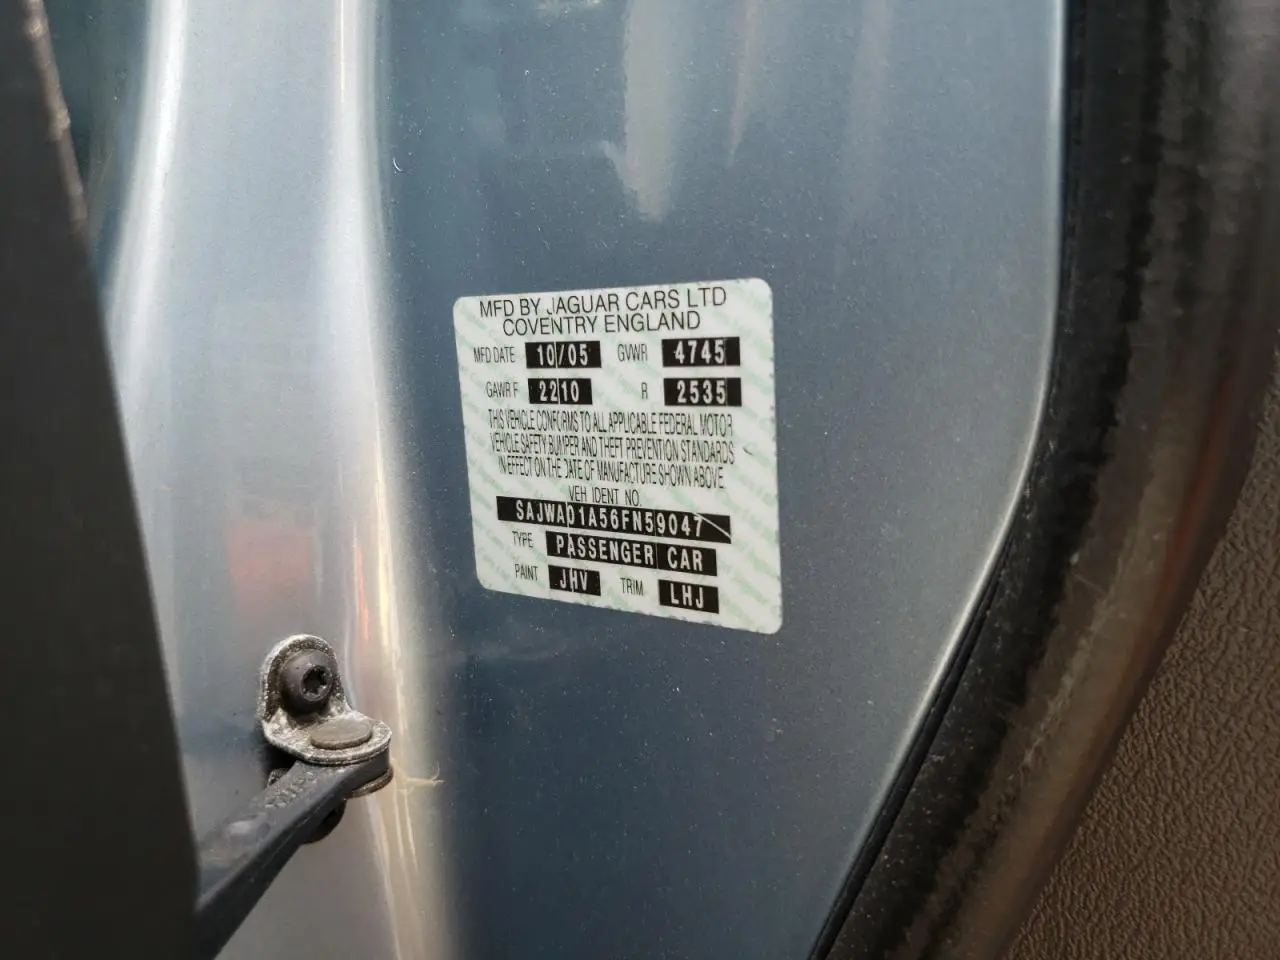 MFD BY JAGUAR CARS LTD
COVENTRY ENGLAND
MFD DATE 10/05 GVWR 4745
GAWR F 2210 R 2535
THIS VEHICLE CONFORMS TO ALL APPLICABLE FEDERAL MOTOR
VEHICLE SAFETY BUMPER AND THEFT PREVENTION STANDARDS
IN EFFECT ON THE DATE OF MANUFACTURE SHOWN ABOVE
VEH IDENT NO.
SAJWA01A56FN59047
TYPE PASSENGER CAR
PAINT JHV TRIM LHJ